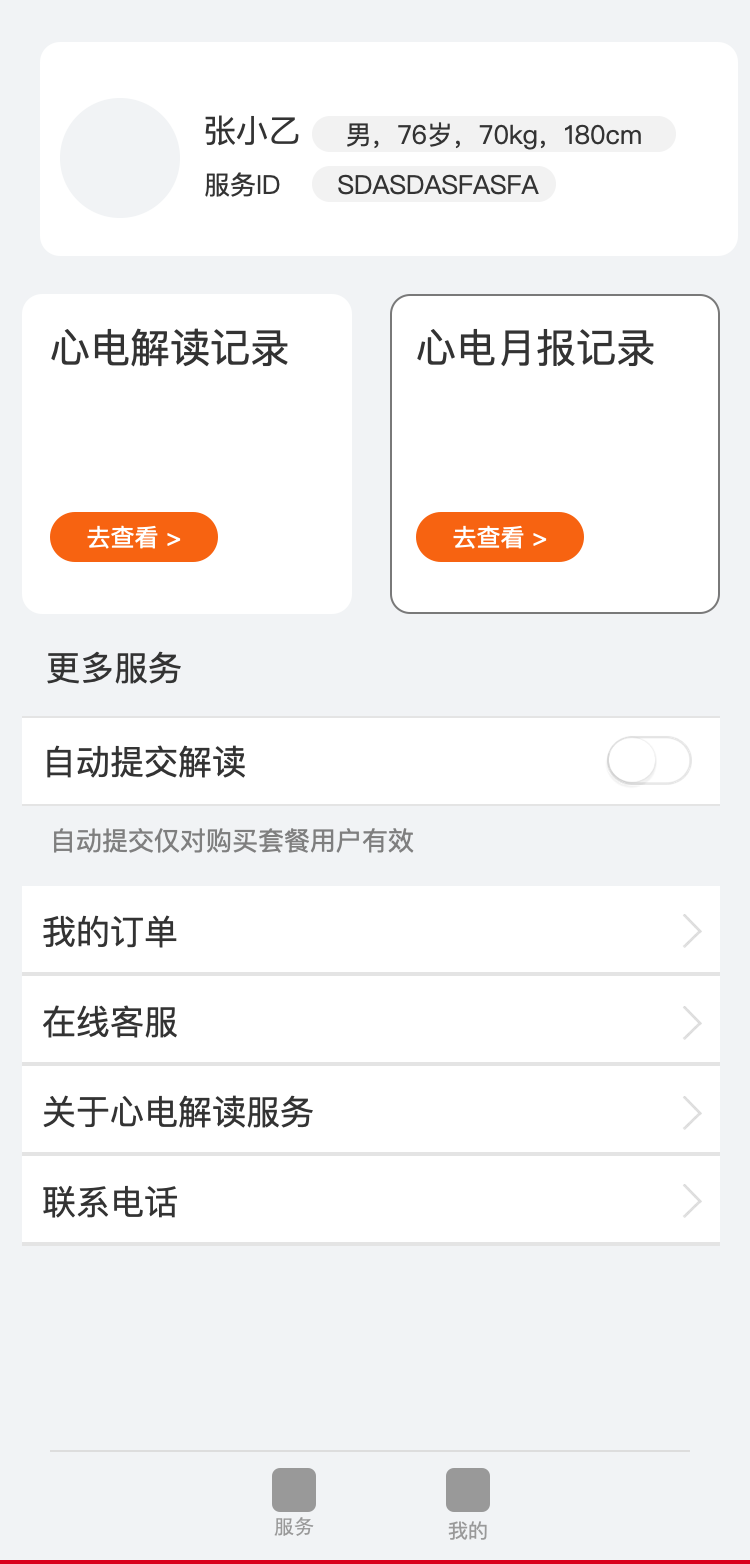 张小乙 男，76岁，70kg，180cm
服务ID SDASDASFASFA
心电解读记录 心电月报记录
去查看 > 去查看 >
更多服务
自动提交解读
自动提交仅对购买套餐用户有效
我的订单
在线客服
关于心电解读服务
联系电话
服务 我的